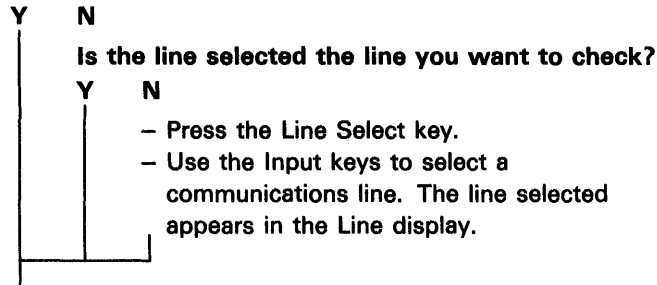 Y N
Is the line selected the line you want to check?
Y N
– Press the Line Select key.
– Use the Input keys to select a
communications line. The line selected
appears in the Line display.